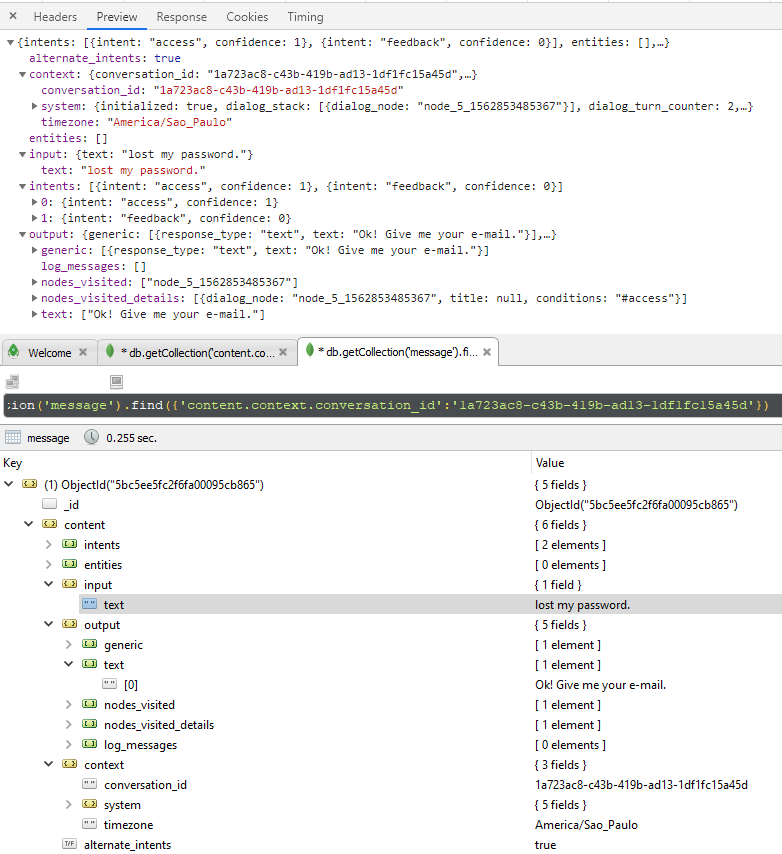 × Headers Preview Response Cookies Timing
▼{intents: [{intent: "access", confidence: 1}, {intent: "feedback", confidence: 0}], entities: [],…}
alternate_intents: true
▼context: {conversation_id: "1a723ac8-c43b-419b-ad13-1df1fc15a45d",…}
conversation_id: "1a723ac8-c43b-419b-ad13-1df1fc15a45d"
▶system: {initialized: true, dialog_stack: [{dialog_node: "node_5_1562853485367"}], dialog_turn_counter: 2,…}
timezone: "America/Sao_Paulo"
entities: []
▼input: {text: "lost my password."}
text: "lost my password."
▼intents: [{intent: "access", confidence: 1}, {intent: "feedback", confidence: 0}]
▶0: {intent: "access", confidence: 1}
▶1: {intent: "feedback", confidence: 0}
▼output: {generic: [{response_type: "text", text: "Ok! Give me your e-mail."}],…}
▶generic: [{response_type: "text", text: "Ok! Give me your e-mail."}]
log_messages: []
▶nodes_visited: ["node_5_1562853485367"]
▶nodes_visited_details: [{dialog_node: "node_5_1562853485367", title: null, conditions: "#access"}]
▶text: ["Ok! Give me your e-mail."]
Welcome × * db.getCollection('content.co... × * db.getCollection('message').fi... ×
:ion('message').find({'content.context.conversation_id':'1a723ac8-c43b-419b-ad13-1df1fc15a45d'})
message 0.255 sec.
Key Value
(1) ObjectId("5bc5ee5fc2f6fa00095cb865") { 5 fields }
_id ObjectId("5bc5ee5fc2f6fa00095cb865")
content { 6 fields }
intents [ 2 elements ]
entities [ 0 elements ]
input { 1 field }
text lost my password.
output { 5 fields }
generic [ 1 element ]
text [ 1 element ]
[0] Ok! Give me your e-mail.
nodes_visited [ 1 element ]
nodes_visited_details [ 1 element ]
log_messages [ 0 elements ]
context { 3 fields }
conversation_id 1a723ac8-c43b-419b-ad13-1df1fc15a45d
system { 5 fields }
timezone America/Sao_Paulo
alternate_intents true